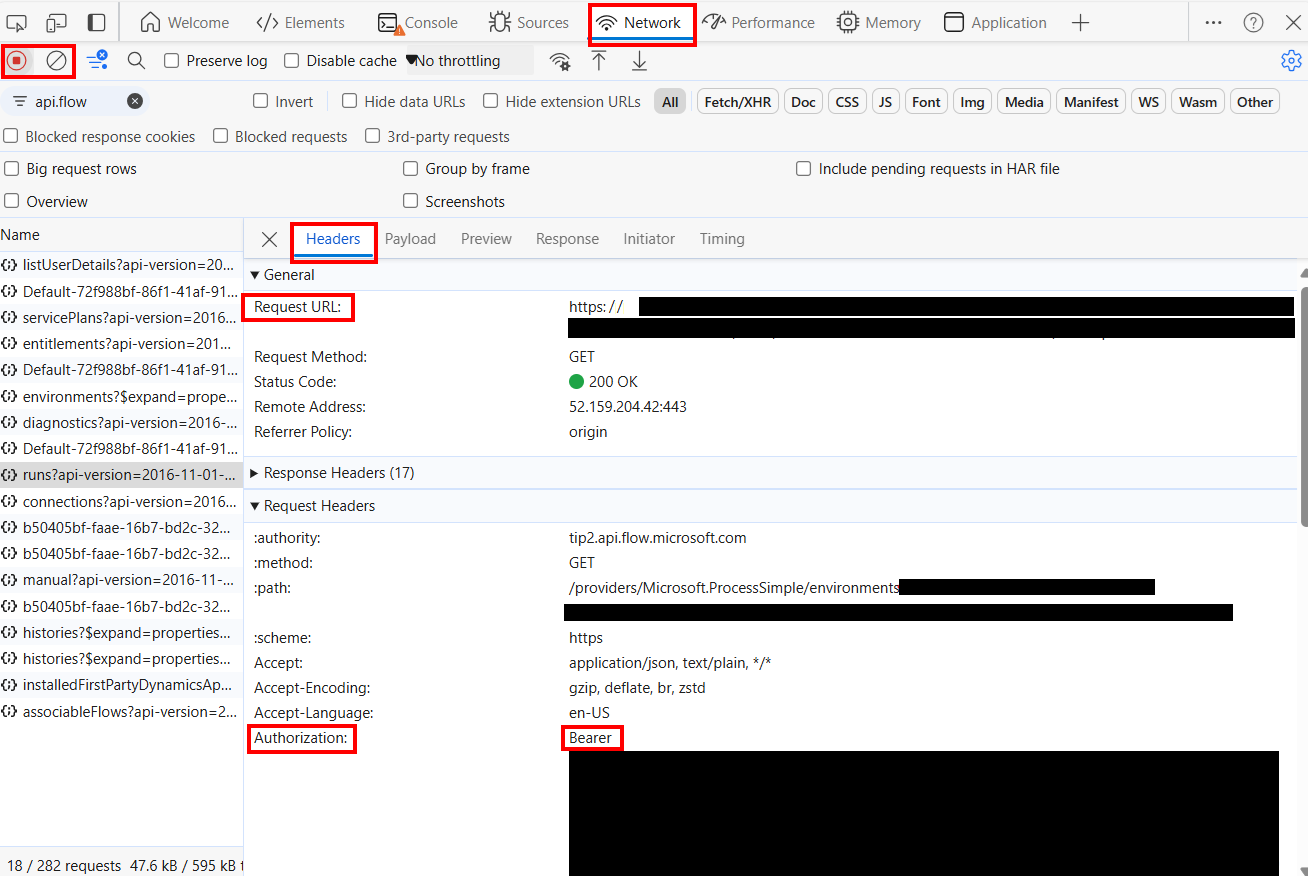 Welcome Elements Console Sources Network Performance Memory Application
Preserve log Disable cache No throttling
api.flow Invert Hide data URLs Hide extension URLs All Fetch/XHR Doc CSS JS Font Img Media Manifest WS Wasm Other
Blocked response cookies Blocked requests 3rd-party requests
Big request rows Group by frame Include pending requests in HAR file
Overview Screenshots
Name
listUserDetails?api-version=20...
Default-72f988bf-86f1-41af-91...
servicePlans?api-version=2016...
entitlements?api-version=201...
Default-72f988bf-86f1-41af-91...
environments?$expand=prope...
diagnostics?api-version=2016-...
Default-72f988bf-86f1-41af-91...
runs?api-version=2016-11-01-...
connections?api-version=2016...
b50405bf-faae-16b7-bd2c-32...
b50405bf-faae-16b7-bd2c-32...
manual?api-version=2016-11-...
b50405bf-faae-16b7-bd2c-32...
histories?$expand=properties...
histories?$expand=properties...
installedFirstPartyDynamicsAp...
associableFlows?api-version=2...
18 / 282 requests 47.6 kB / 595 kB t
Headers Payload Preview Response Initiator Timing
General
Request URL: https://
Request Method: GET
Status Code: 200 OK
Remote Address: 52.159.204.42:443
Referrer Policy: origin
Response Headers (17)
Request Headers
:authority: tip2.api.flow.microsoft.com
:method: GET
:path: /providers/Microsoft.ProcessSimple/environments
:scheme: https
Accept: application/json, text/plain, */*
Accept-Encoding: gzip, deflate, br, zstd
Accept-Language: en-US
Authorization: Bearer